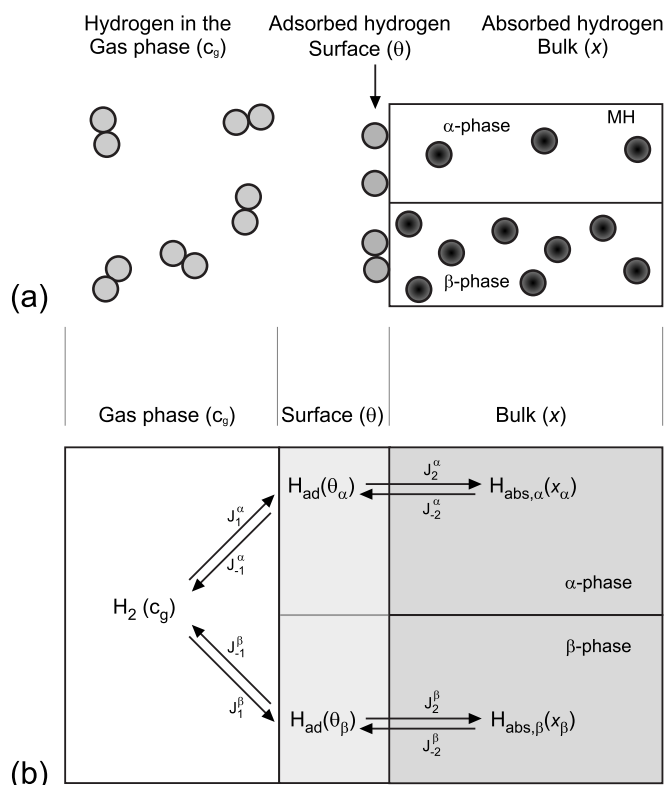 Hydrogen in the
Gas phase (cg)
Adsorbed hydrogen
Surface (θ)
Absorbed hydrogen
Bulk (x)
α-phase
MH
β-phase
(a)
Gas phase (cg)
Surface (θ)
Bulk (x)
Had(θα)
J2α
J-2α
Habs,α(xα)
J1α
J-1α
α-phase
H2 (cg)
β-phase
J-1β
J1β
Had(θβ)
J2β
J-2β
Habs,β(xβ)
(b)